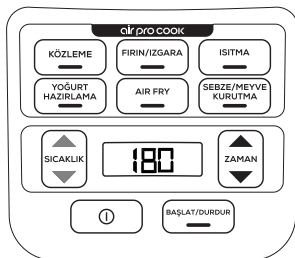 air pro cook
KÖZLEME
FIRIN/IZGARA
ISITMA
YOĞURT
HAZIRLAMA
AIR FRY
SEBZE/MEYVE
KURUTMA
SICAKLIK
180
ZAMAN
BAŞLAT/DURDUR